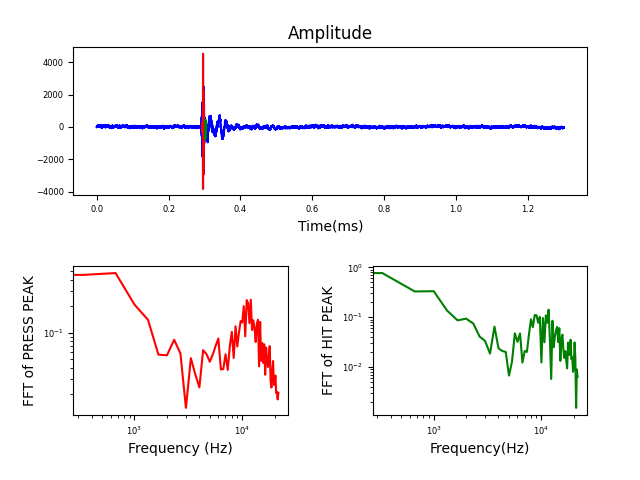 Amplitude
4000
2000
0
−2000
−4000
0.0 0.2 0.4 0.6 0.8 1.0 1.2
Time(ms)
FFT of PRESS PEAK
10⁻¹
10³ 10⁴
Frequency (Hz)
FFT of HIT PEAK
10⁰
10⁻¹
10⁻²
10³ 10⁴
Frequency(Hz)